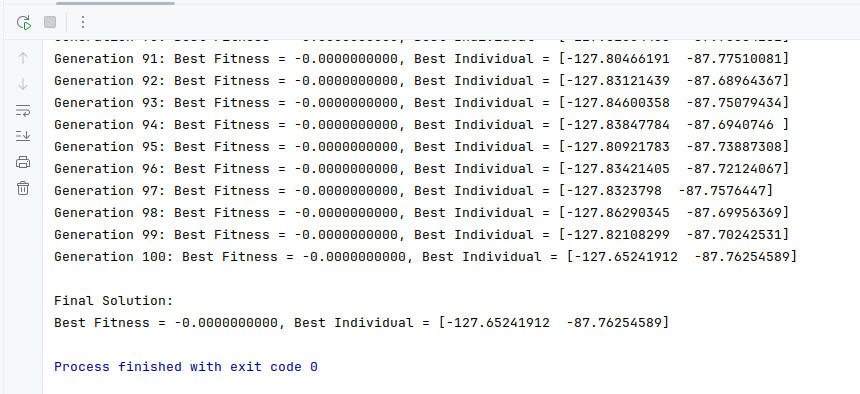 Generation 91: Best Fitness = -0.0000000000, Best Individual = [-127.80466191  -87.77510081]
Generation 92: Best Fitness = -0.0000000000, Best Individual = [-127.83121439  -87.68964367]
Generation 93: Best Fitness = -0.0000000000, Best Individual = [-127.84600358  -87.75079434]
Generation 94: Best Fitness = -0.0000000000, Best Individual = [-127.83847784  -87.6940746 ]
Generation 95: Best Fitness = -0.0000000000, Best Individual = [-127.80921783  -87.73887308]
Generation 96: Best Fitness = -0.0000000000, Best Individual = [-127.83421405  -87.72124067]
Generation 97: Best Fitness = -0.0000000000, Best Individual = [-127.8323798  -87.7576447]
Generation 98: Best Fitness = -0.0000000000, Best Individual = [-127.86290345  -87.69956369]
Generation 99: Best Fitness = -0.0000000000, Best Individual = [-127.82108299  -87.70242531]
Generation 100: Best Fitness = -0.0000000000, Best Individual = [-127.65241912  -87.76254589]
Final Solution:
Best Fitness = -0.0000000000, Best Individual = [-127.65241912  -87.76254589]
Process finished with exit code 0